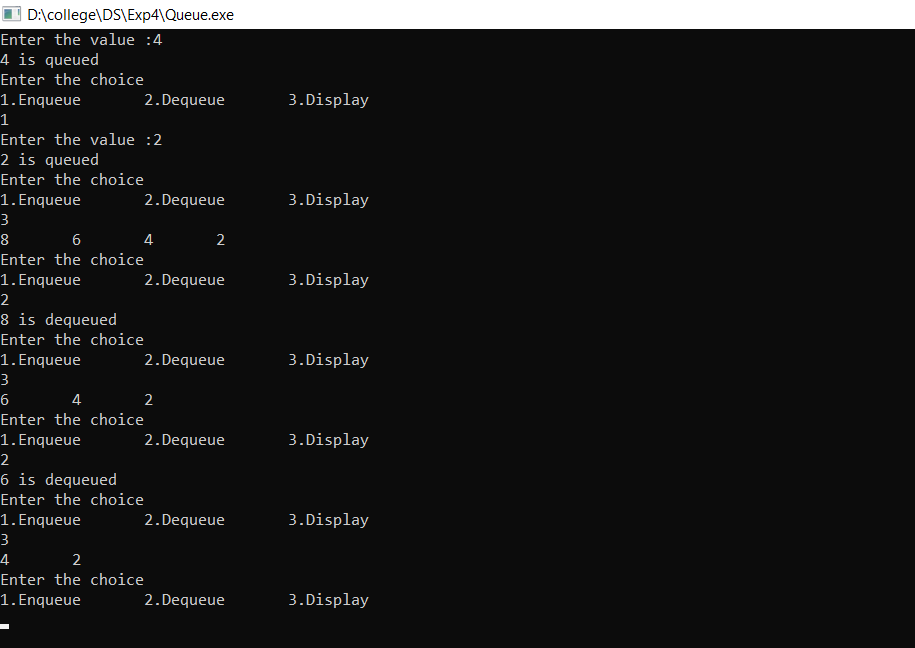 D:\college\DS\Exp4\Queue.exe
Enter the value :4
4 is queued
Enter the choice
1.Enqueue       2.Dequeue       3.Display
1
Enter the value :2
2 is queued
Enter the choice
1.Enqueue       2.Dequeue       3.Display
3
8       6       4       2
Enter the choice
1.Enqueue       2.Dequeue       3.Display
2
8 is dequeued
Enter the choice
1.Enqueue       2.Dequeue       3.Display
3
6       4       2
Enter the choice
1.Enqueue       2.Dequeue       3.Display
2
6 is dequeued
Enter the choice
1.Enqueue       2.Dequeue       3.Display
3
4       2
Enter the choice
1.Enqueue       2.Dequeue       3.Display